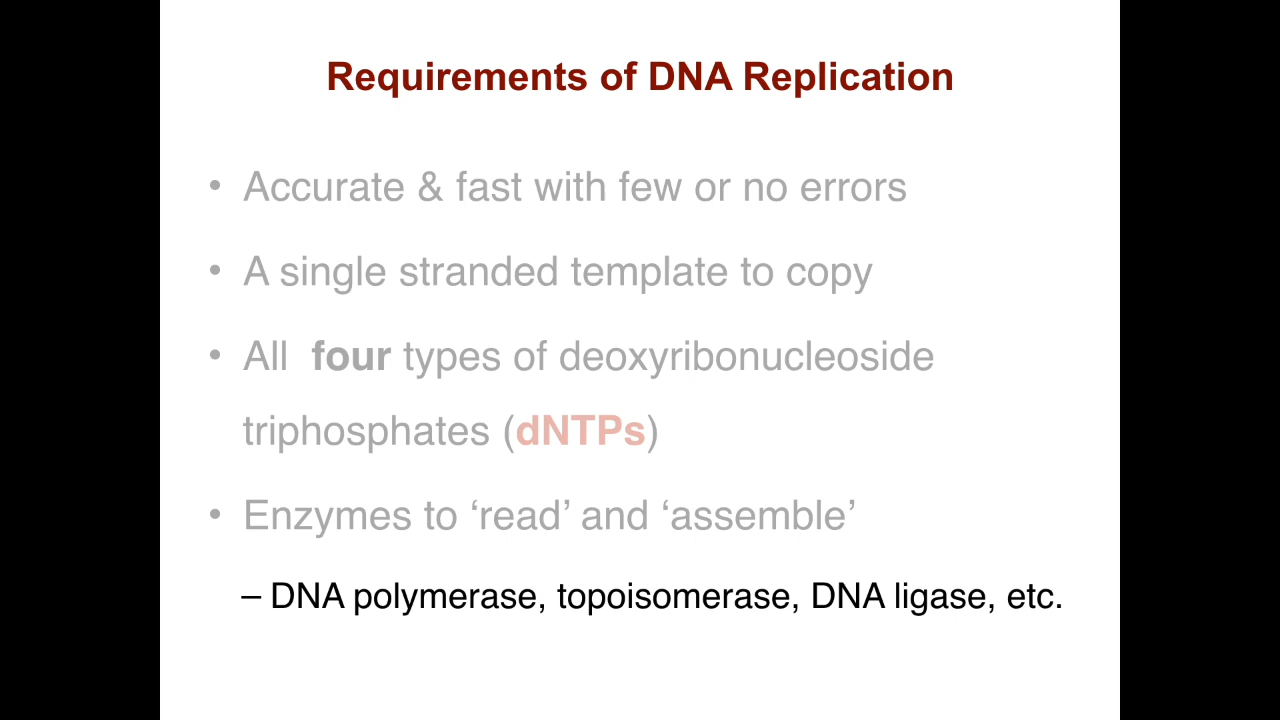 Requirements of DNA Replication
• Accurate & fast with few or no errors
• A single stranded template to copy
• All four types of deoxyribonucleoside
triphosphates (dNTPs)
• Enzymes to ‘read’ and ‘assemble’
– DNA polymerase, topoisomerase, DNA ligase, etc.